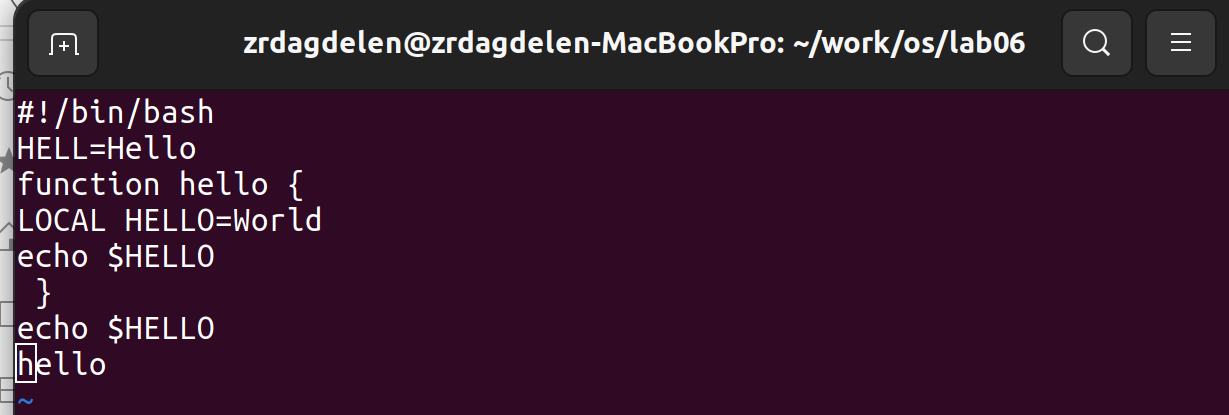 zrdagdelen@zrdagdelen-MacBookPro: ~/work/os/lab06
#!/bin/bash
HELL=Hello
function hello {
LOCAL HELLO=World
echo $HELLO
 }
echo $HELLO
hello
~